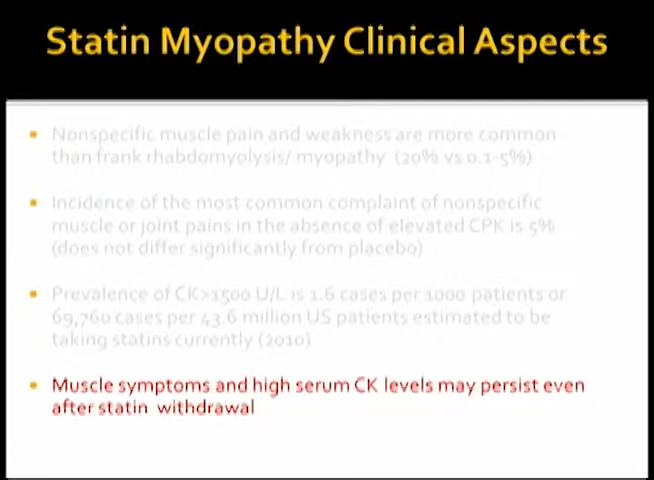 Statin Myopathy Clinical Aspects
Nonspecific muscle pain and weakness are more common
than frank rhabdomyolysis/ myopathy (20% vs 0.1-5%)
Incidence of the most common complaint of nonspecific
muscle or joint pains in the absence of elevated CPK is 5%
(does not differ significantly from placebo)
Prevalence of CK>1500 U/L is 1.6 cases per 1000 patients or
69,760 cases per 43.6 million US patients estimated to be
taking statins currently (2010)
Muscle symptoms and high serum CK levels may persist even
after statin withdrawal